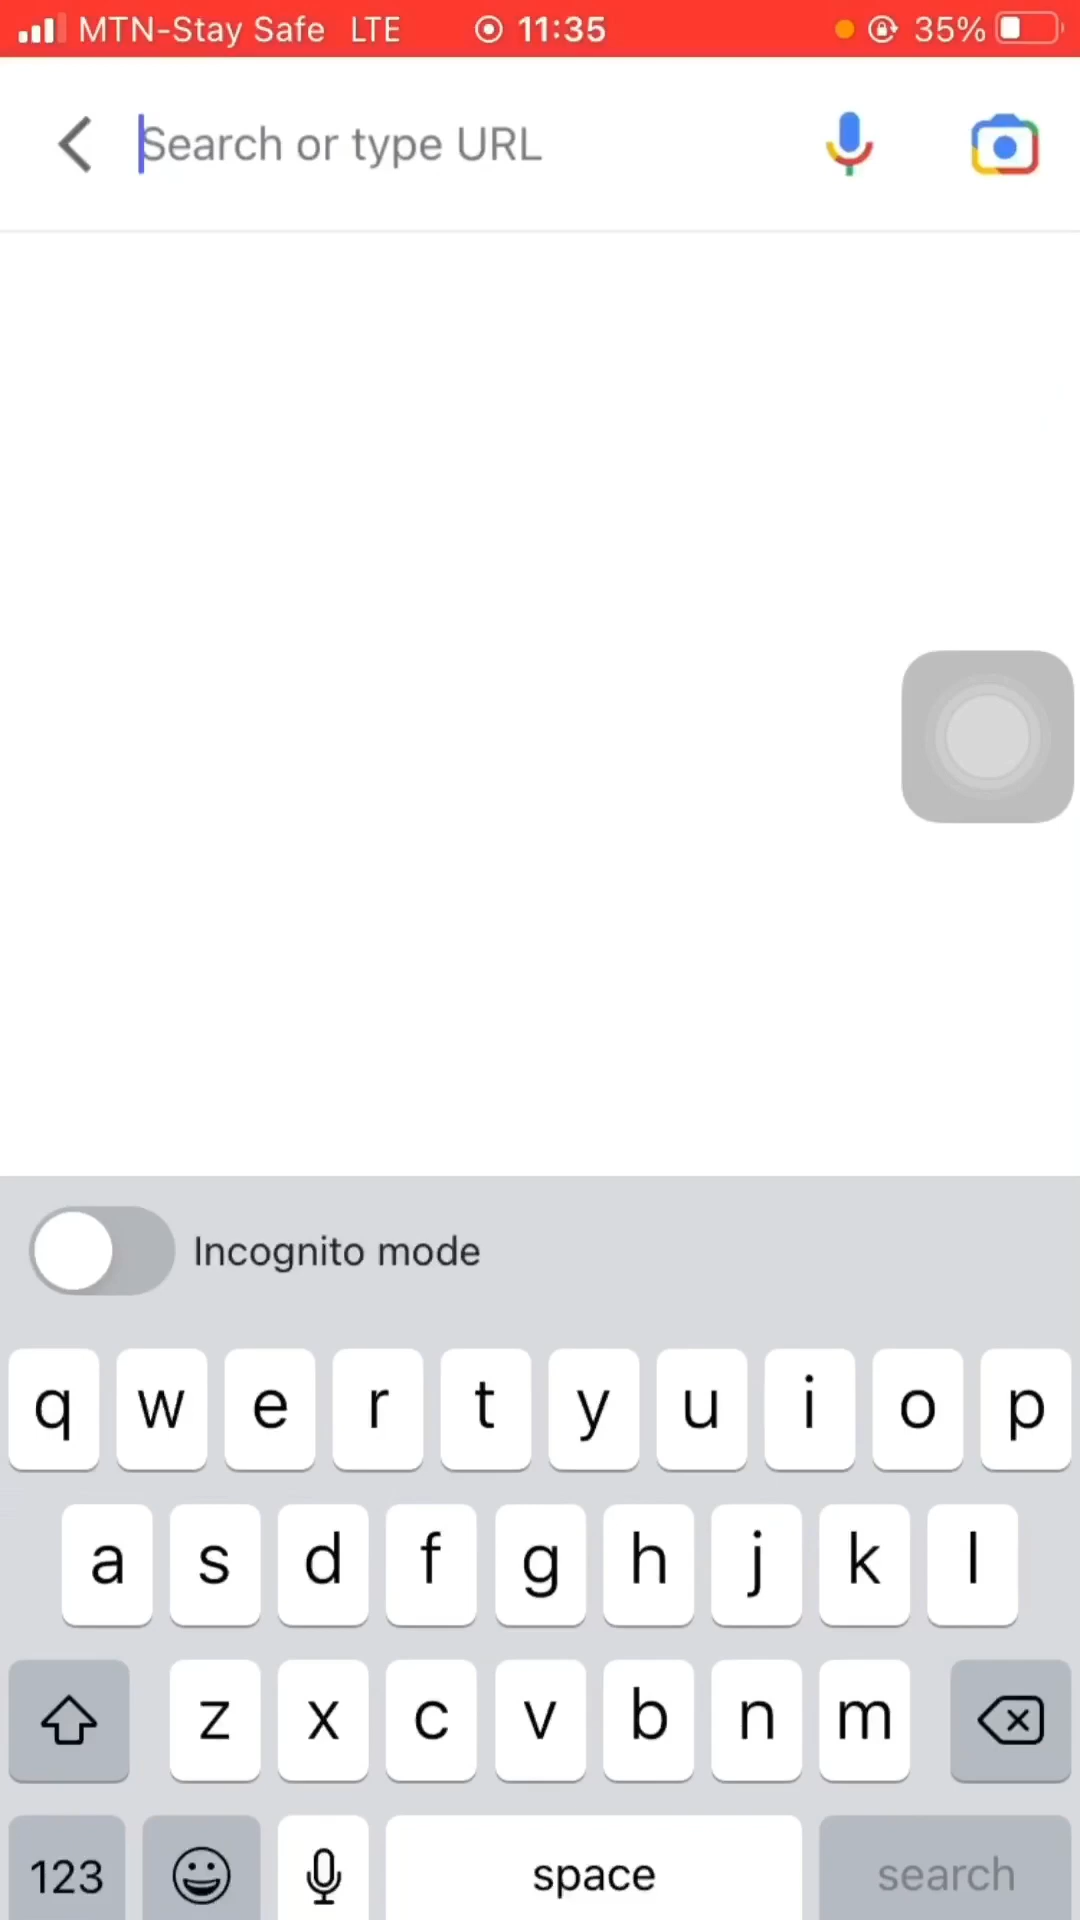 MTN-Stay Safe LTE 11:35 35%
Search or type URL
Incognito mode
q w e r t y u i o p
a s d f g h j k l
z x c v b n m
123 space search